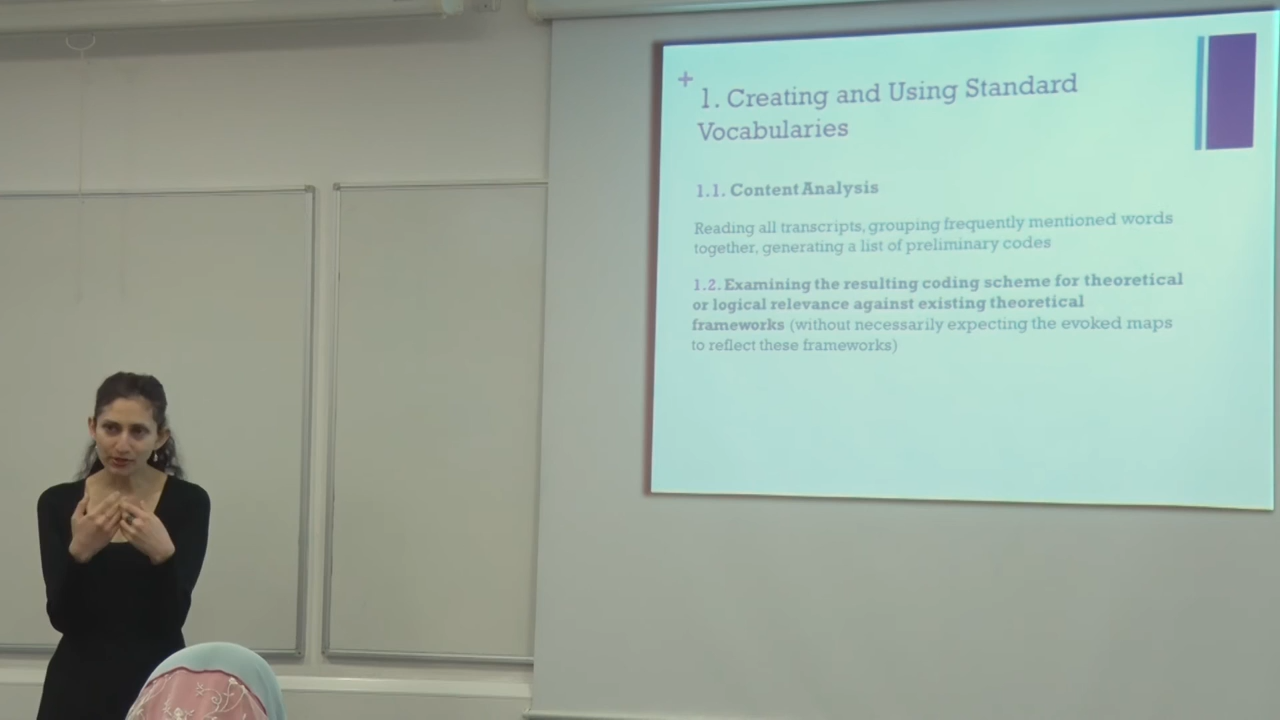 +
1. Creating and Using Standard
Vocabularies
1.1. Content Analysis
Reading all transcripts, grouping frequently mentioned words
together, generating a list of preliminary codes
1.2. Examining the resulting coding scheme for theoretical
or logical relevance against existing theoretical
frameworks (without necessarily expecting the evoked maps
to reflect these frameworks)